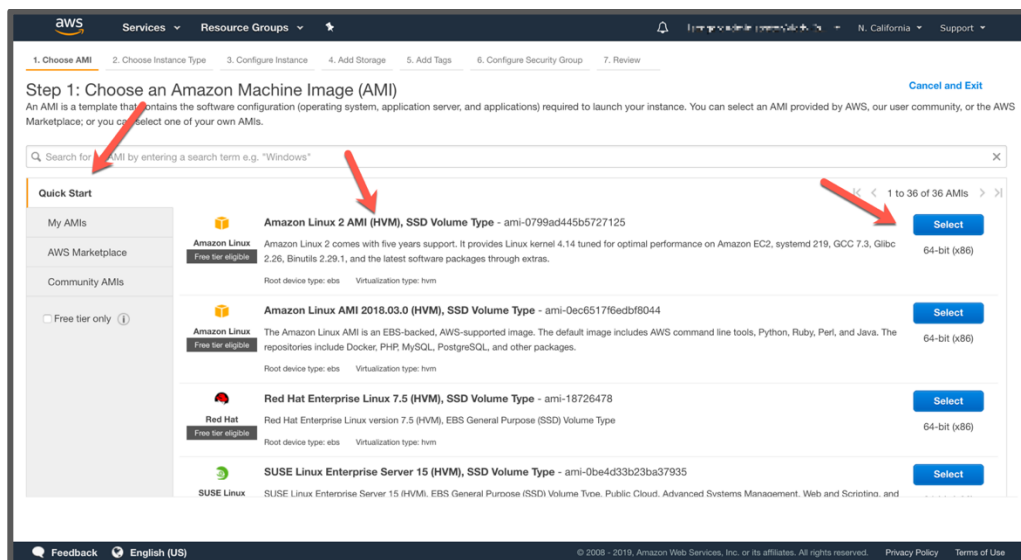 aws Services Resource Groups N. California Support
1. Choose AMI 2. Choose Instance Type 3. Configure Instance 4. Add Storage 5. Add Tags 6. Configure Security Group 7. Review
Step 1: Choose an Amazon Machine Image (AMI)
Cancel and Exit
An AMI is a template that contains the software configuration (operating system, application server, and applications) required to launch your instance. You can select an AMI provided by AWS, our user community, or the AWS
Marketplace; or you can select one of your own AMIs.
Search for AMI by entering a search term e.g. "Windows"
Quick Start
My AMIs
AWS Marketplace
Community AMIs
Free tier only
1 to 36 of 36 AMIs
Amazon Linux
Free tier eligible
Amazon Linux 2 AMI (HVM), SSD Volume Type - ami-0799ad445b5727125
Amazon Linux 2 comes with five years support. It provides Linux kernel 4.14 tuned for optimal performance on Amazon EC2, systemd 219, GCC 7.3, Glibc
2.26, Binutils 2.29.1, and the latest software packages through extras.
Root device type: ebs Virtualization type: hvm
Select
64-bit (x86)
Amazon Linux
Free tier eligible
Amazon Linux AMI 2018.03.0 (HVM), SSD Volume Type - ami-0ec6517f6edbf8044
The Amazon Linux AMI is an EBS-backed, AWS-supported image. The default image includes AWS command line tools, Python, Ruby, Perl, and Java. The
repositories include Docker, PHP, MySQL, PostgreSQL, and other packages.
Root device type: ebs Virtualization type: hvm
Select
64-bit (x86)
Red Hat
Free tier eligible
Red Hat Enterprise Linux 7.5 (HVM), SSD Volume Type - ami-18726478
Red Hat Enterprise Linux version 7.5 (HVM), EBS General Purpose (SSD) Volume Type
Root device type: ebs Virtualization type: hvm
Select
64-bit (x86)
SUSE Linux
SUSE Linux Enterprise Server 15 (HVM), SSD Volume Type - ami-0be4d33b23ba37935
SUSE Linux Enterprise Server 15 (HVM), EBS General Purpose (SSD) Volume Type, Public Cloud, Advanced Systems Management, Web and Scripting, and
Select
Feedback English (US) © 2008 - 2019, Amazon Web Services, Inc. or its affiliates. All rights reserved. Privacy Policy Terms of Use